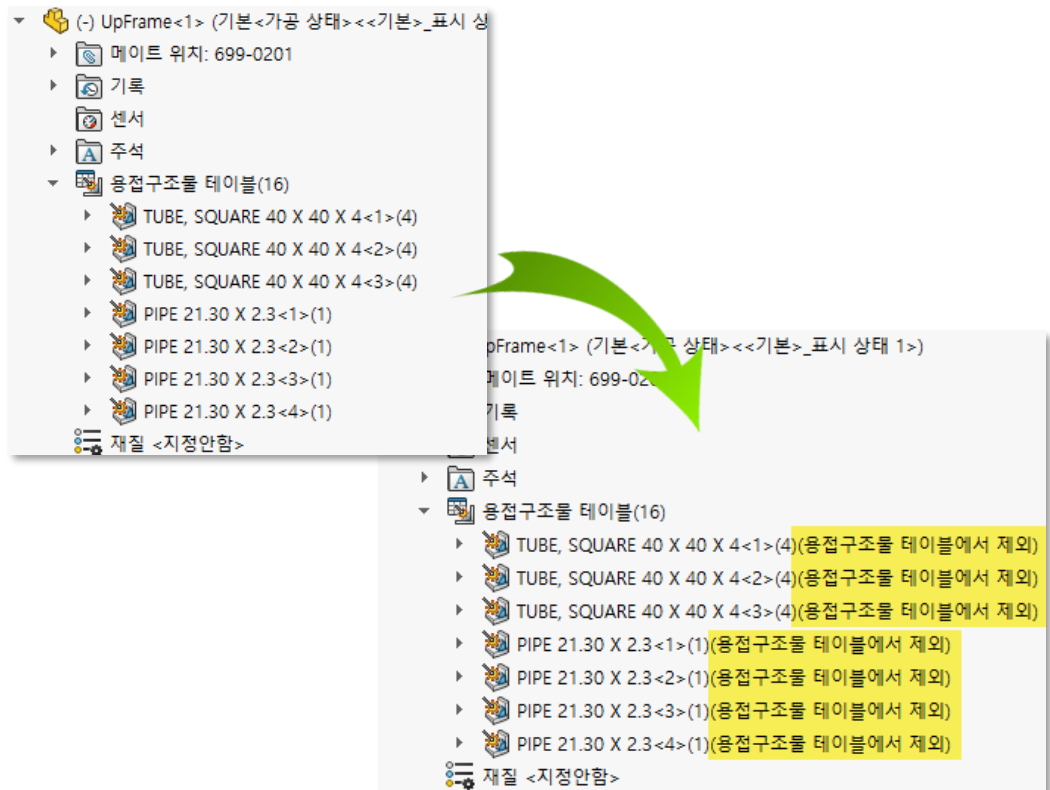 (-) UpFrame<1> (기본<가공 상태><<기본>_표시 상
메이트 위치: 699-0201
기록
센서
주석
용접구조물 테이블(16)
TUBE, SQUARE 40 X 40 X 4<1>(4)
TUBE, SQUARE 40 X 40 X 4<2>(4)
TUBE, SQUARE 40 X 40 X 4<3>(4)
PIPE 21.30 X 2.3<1>(1)
PIPE 21.30 X 2.3<2>(1)
PIPE 21.30 X 2.3<3>(1)
PIPE 21.30 X 2.3<4>(1)
재질 <지정안함>
pFrame<1> (기본<가공 상태><<기본>_표시 상태 1>)
메이트 위치: 699-02
기록
센서
주석
용접구조물 테이블(16)
TUBE, SQUARE 40 X 40 X 4<1>(4)(용접구조물 테이블에서 제외)
TUBE, SQUARE 40 X 40 X 4<2>(4)(용접구조물 테이블에서 제외)
TUBE, SQUARE 40 X 40 X 4<3>(4)(용접구조물 테이블에서 제외)
PIPE 21.30 X 2.3<1>(1)(용접구조물 테이블에서 제외)
PIPE 21.30 X 2.3<2>(1)(용접구조물 테이블에서 제외)
PIPE 21.30 X 2.3<3>(1)(용접구조물 테이블에서 제외)
PIPE 21.30 X 2.3<4>(1)(용접구조물 테이블에서 제외)
재질 <지정안함>